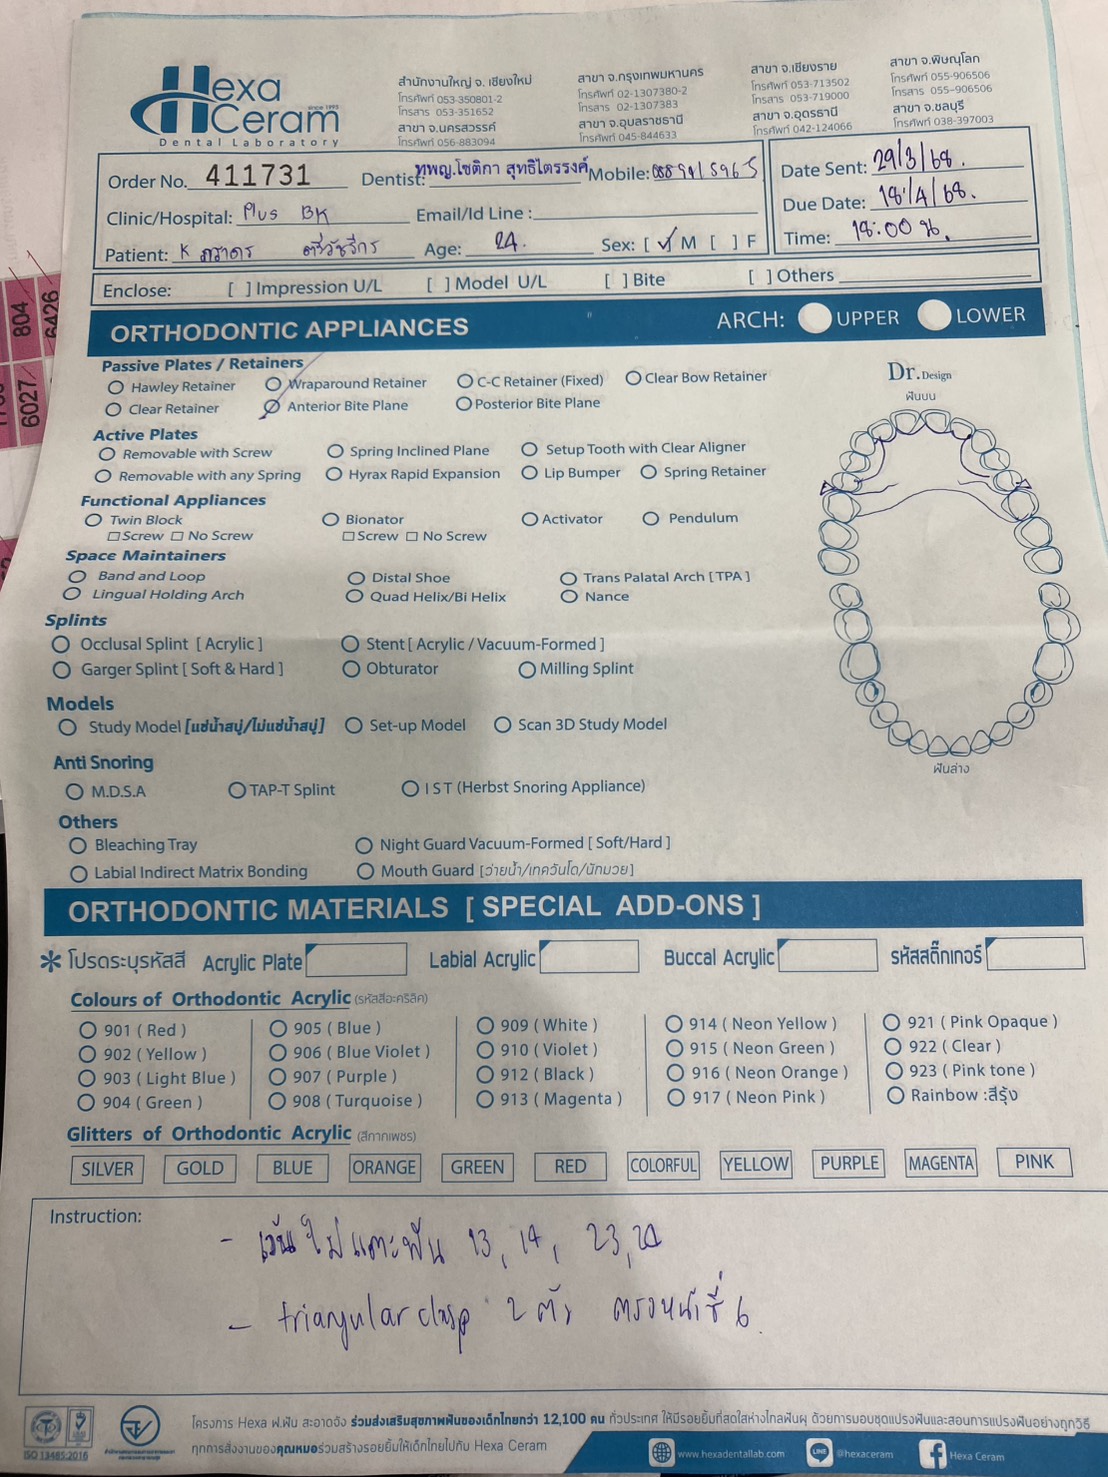 Hexa Ceram
since 1995
Dental Laboratory
สำนักงานใหญ่ จ. เชียงใหม่
โทรศัพท์ 053-350801-2
โทรสาร 053-351652
สาขา จ.นครสวรรค์
โทรศัพท์ 056-883094
สาขา จ.กรุงเทพมหานคร
โทรศัพท์ 02-1307380-2
โทรสาร 02-1307383
สาขา จ.อุบลราชธานี
โทรศัพท์ 045-844633
สาขา จ.เชียงราย
โทรศัพท์ 053-713502
โทรสาร 053-719000
สาขา จ.อุดรธานี
โทรศัพท์ 042-124066
สาขา จ.พิษณุโลก
โทรศัพท์ 055-906506
โทรสาร 055-906506
สาขา จ.ชลบุรี
โทรศัพท์ 038-397003
Order No. 411731 Dentist: ทพญ.โชติกา สุทธิไตรรงค์ Mobile: 0889415965
Clinic/Hospital: Plus BK Email/Id Line :
Patient: K Age: 24. Sex: [ ✓ ] M [ ] F
Date Sent: 29/3/68.
Due Date: 18/4/68.
Time: 18:00 น.
Enclose: [ ] Impression U/L [ ] Model U/L [ ] Bite [ ] Others
ORTHODONTIC APPLIANCES ARCH: UPPER LOWER
Passive Plates / Retainers
Hawley Retainer Wraparound Retainer C-C Retainer (Fixed) Clear Bow Retainer
Clear Retainer Anterior Bite Plane Posterior Bite Plane
Active Plates
Removable with Screw Spring Inclined Plane Setup Tooth with Clear Aligner
Removable with any Spring Hyrax Rapid Expansion Lip Bumper Spring Retainer
Functional Appliances
Twin Block Bionator Activator Pendulum
Screw No Screw Screw No Screw
Space Maintainers
Band and Loop Distal Shoe Trans Palatal Arch [ TPA ]
Lingual Holding Arch Quad Helix/Bi Helix Nance
Splints
Occlusal Splint [ Acrylic ] Stent [ Acrylic / Vacuum-Formed ]
Garger Splint [ Soft & Hard ] Obturator Milling Splint
Models
Study Model [แช่น้ำสบู่/ไม่แช่น้ำสบู่] Set-up Model Scan 3D Study Model
Anti Snoring
M.D.S.A TAP-T Splint I S T (Herbst Snoring Appliance)
Others
Bleaching Tray Night Guard Vacuum-Formed [ Soft/Hard ]
Labial Indirect Matrix Bonding Mouth Guard [ว่ายน้ำ/เทควันโด/นักมวย]
Dr. Design
ฟันบน
ฟันล่าง
ORTHODONTIC MATERIALS [ SPECIAL ADD-ONS ]
* โปรดระบุรหัสสี Acrylic Plate Labial Acrylic Buccal Acrylic รหัสสติ๊กเกอร์
Colours of Orthodontic Acrylic (รหัสสีอะคริลิค)
901 ( Red ) 905 ( Blue ) 909 ( White ) 914 ( Neon Yellow ) 921 ( Pink Opaque )
902 ( Yellow ) 906 ( Blue Violet ) 910 ( Violet ) 915 ( Neon Green ) 922 ( Clear )
903 ( Light Blue ) 907 ( Purple ) 912 ( Black ) 916 ( Neon Orange ) 923 ( Pink tone )
904 ( Green ) 908 ( Turquoise ) 913 ( Magenta ) 917 ( Neon Pink ) Rainbow :สีรุ้ง
Glitters of Orthodontic Acrylic (สีกากเพชร)
SILVER GOLD BLUE ORANGE GREEN RED COLORFUL YELLOW PURPLE MAGENTA PINK
Instruction:
- เว้นไม่แตะฟัน 13, 14, 23, 24
- triangular clasp 2 ตัว ตรงหน้าซี่ 6
ISO 13485:2016
โครงการ Hexa ฟ.ฟัน สะอาดจัง ร่วมส่งเสริมสุขภาพฟันของเด็กไทยกว่า 12,100 คน ทั่วประเทศ ให้มีรอยยิ้มที่สดใสห่างไกลฟันผุ ด้วยการมอบชุดแปรงฟันและสอนการแปรงฟันอย่างถูกวิธี
ทุกการส่งงานของคุณหมอร่วมสร้างรอยยิ้มให้เด็กไทยไปกับ Hexa Ceram
www.hexadentallab.com @hexaceram Hexa Ceram
804
6426
6027